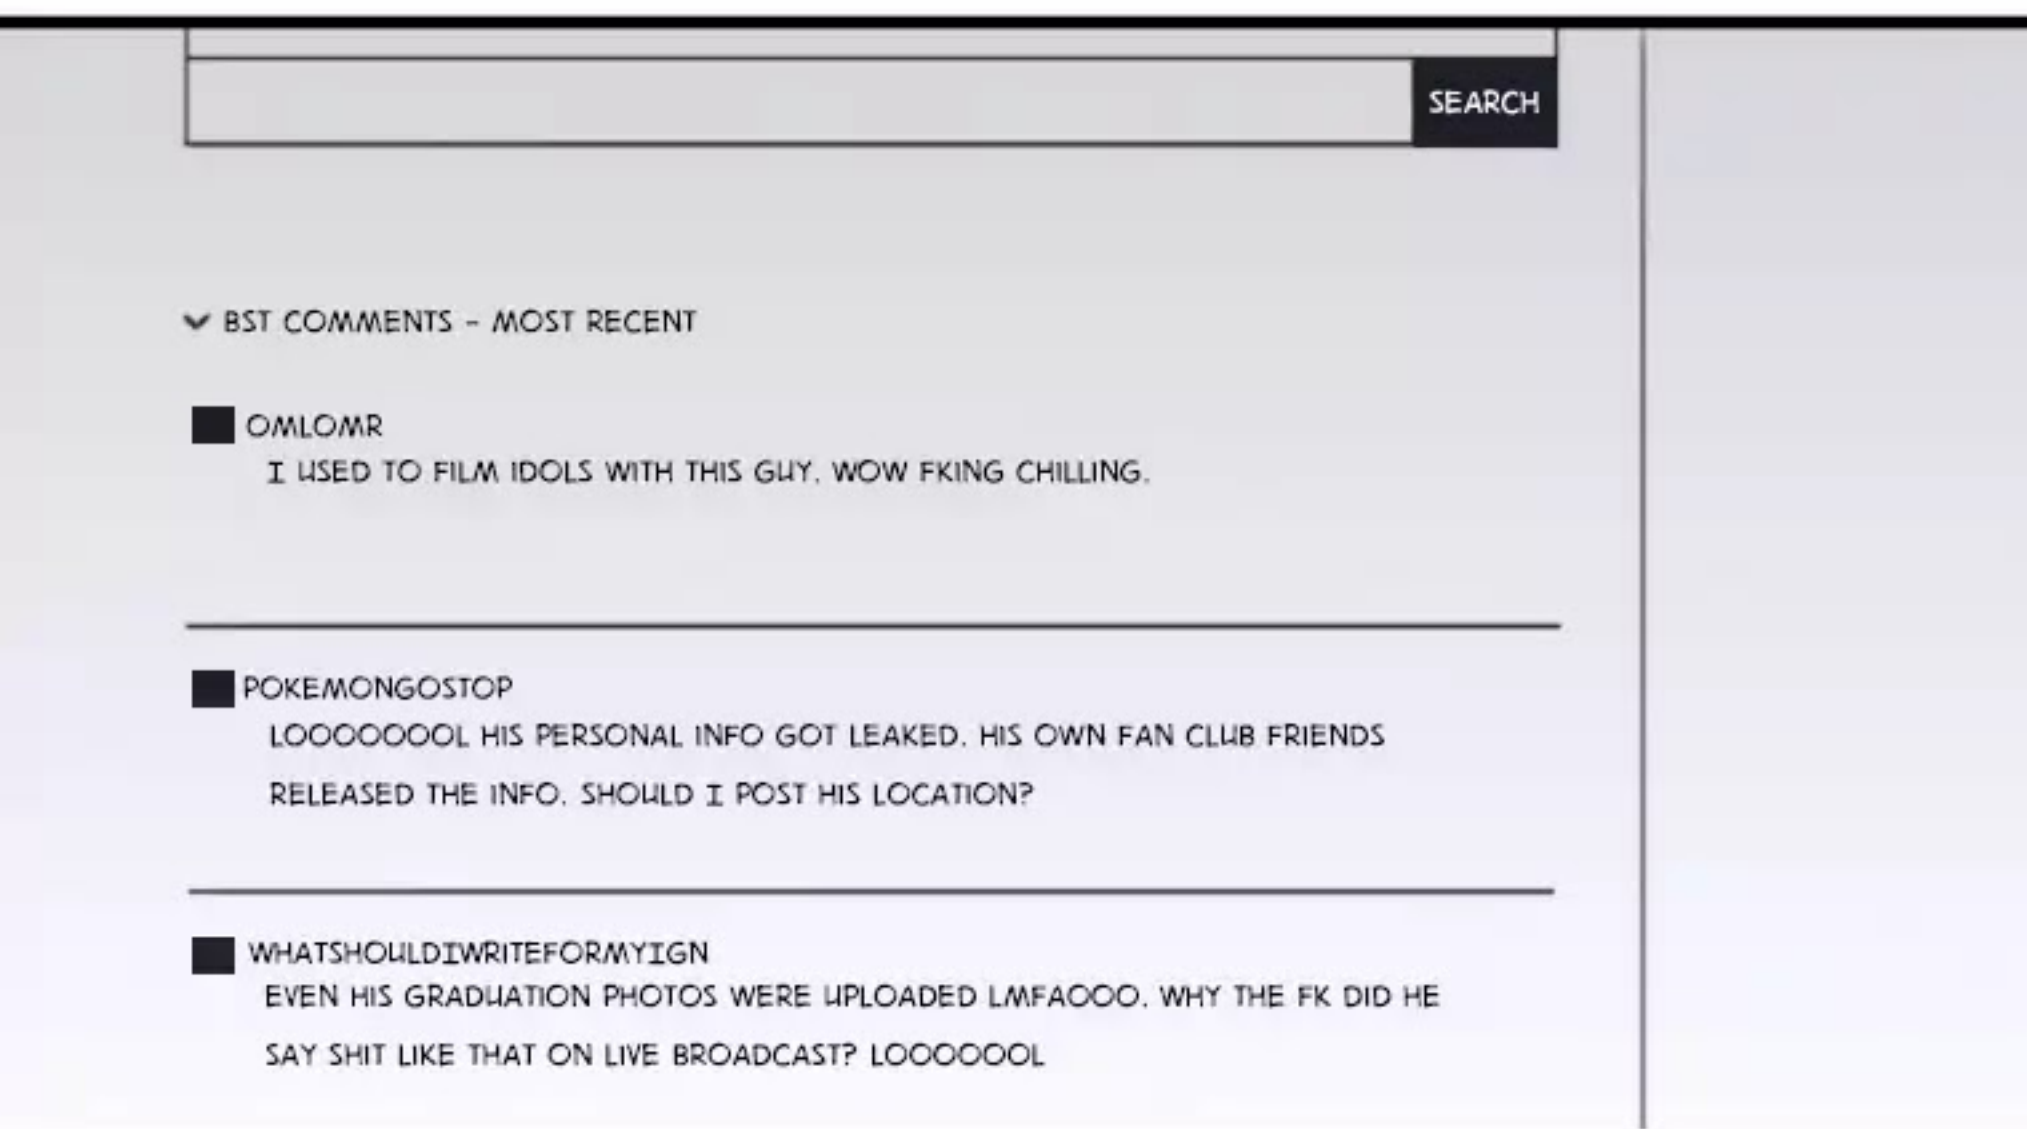 SEARCH
BST COMMENTS - MOST RECENT
OMLOMR
I USED TO FILM IDOLS WITH THIS GUY. WOW FKING CHILLING.
POKEMONGOSTOP
LOOOOOOOL HIS PERSONAL INFO GOT LEAKED. HIS OWN FAN CLUB FRIENDS
RELEASED THE INFO. SHOULD I POST HIS LOCATION?
WHATSHOULDIWRITEFORMYIGN
EVEN HIS GRADUATION PHOTOS WERE UPLOADED LMFAOOO. WHY THE FK DID HE
SAY SHIT LIKE THAT ON LIVE BROADCAST? LOOOOOOL